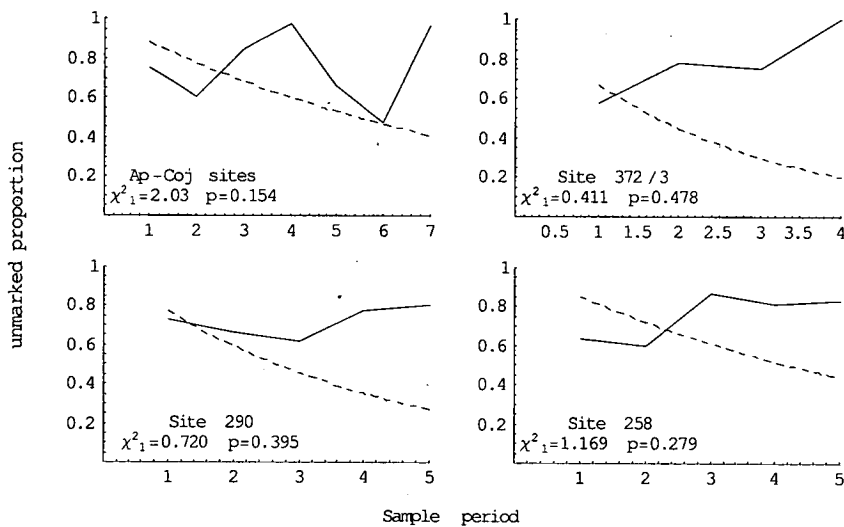 unmarked proportion
1
0.8
0.6
0.4
0.2
Ap-Coj sites
χ²₁=2.03 p=0.154
1 2 3 4 5 6 7
1
0.8
0.6
0.4
0.2
Site 372/3
χ²₁=0.411 p=0.478
0.5 1 1.5 2 2.5 3 3.5 4
1
0.8
0.6
0.4
0.2
Site 290
χ²₁=0.720 p=0.395
1 2 3 4 5
1
0.8
0.6
0.4
0.2
Site 258
χ²₁=1.169 p=0.279
1 2 3 4 5
Sample period